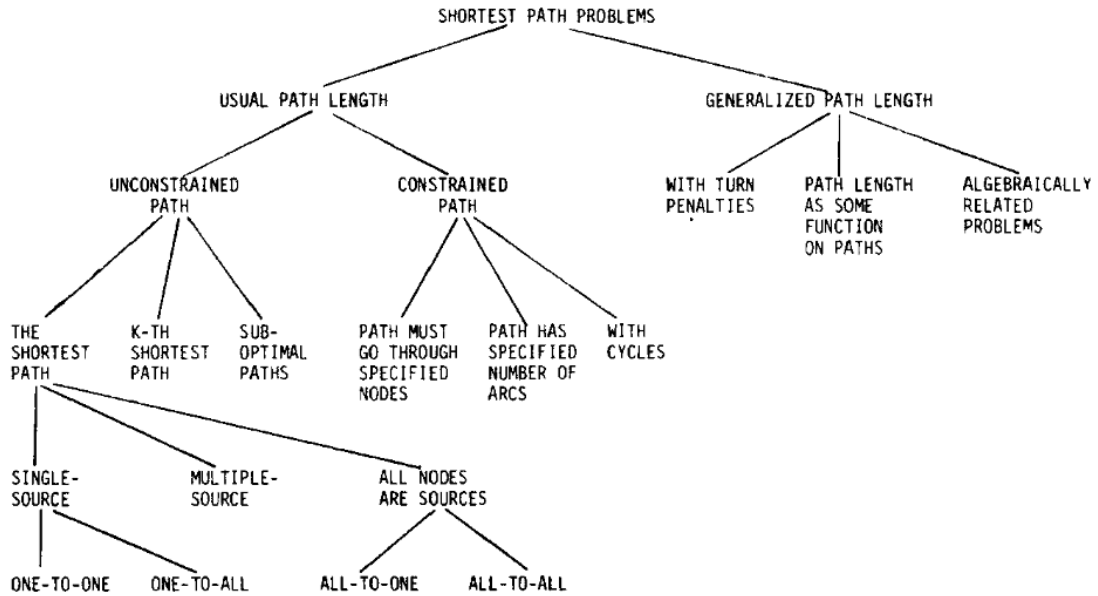 SHORTEST PATH PROBLEMS
USUAL PATH LENGTH
GENERALIZED PATH LENGTH
UNCONSTRAINED
PATH
CONSTRAINED
PATH
WITH TURN
PENALTIES
PATH LENGTH
AS SOME
FUNCTION
ON PATHS
ALGEBRAICALLY
RELATED
PROBLEMS
THE
SHORTEST
PATH
K-TH
SHORTEST
PATH
SUB-
OPTIMAL
PATHS
PATH MUST
GO THROUGH
SPECIFIED
NODES
PATH HAS
SPECIFIED
NUMBER OF
ARCS
WITH
CYCLES
SINGLE-
SOURCE
MULTIPLE-
SOURCE
ALL NODES
ARE SOURCES
ONE-TO-ONE
ONE-TO-ALL
ALL-TO-ONE
ALL-TO-ALL